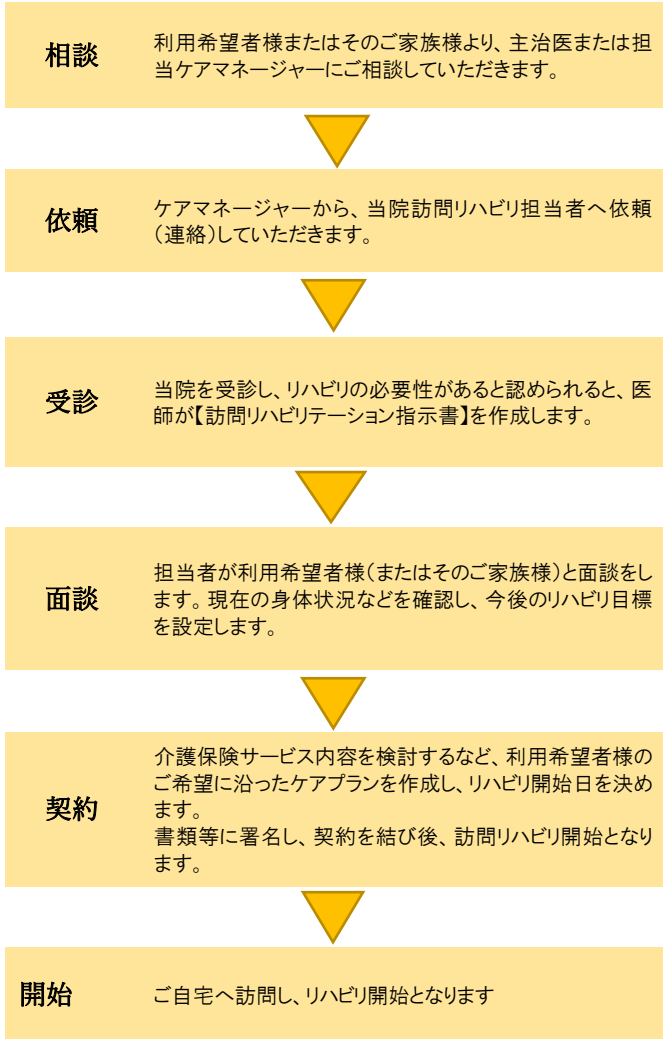 相談
利用希望者様またはそのご家族様より、主治医または担
当ケアマネージャーにご相談していただきます。
依頼
ケアマネージャーから、当院訪問リハビリ担当者へ依頼
（連絡）していただきます。
受診
当院を受診し、リハビリの必要性があると認められると、医
師が【訪問リハビリテーション指示書】を作成します。
面談
担当者が利用希望者様（またはそのご家族様）と面談をし
ます。現在の身体状況などを確認し、今後のリハビリ目標
を設定します。
契約
介護保険サービス内容を検討するなど、利用希望者様の
ご希望に沿ったケアプランを作成し、リハビリ開始日を決め
ます。
書類等に署名し、契約を結び後、訪問リハビリ開始となり
ます。
開始
ご自宅へ訪問し、リハビリ開始となります